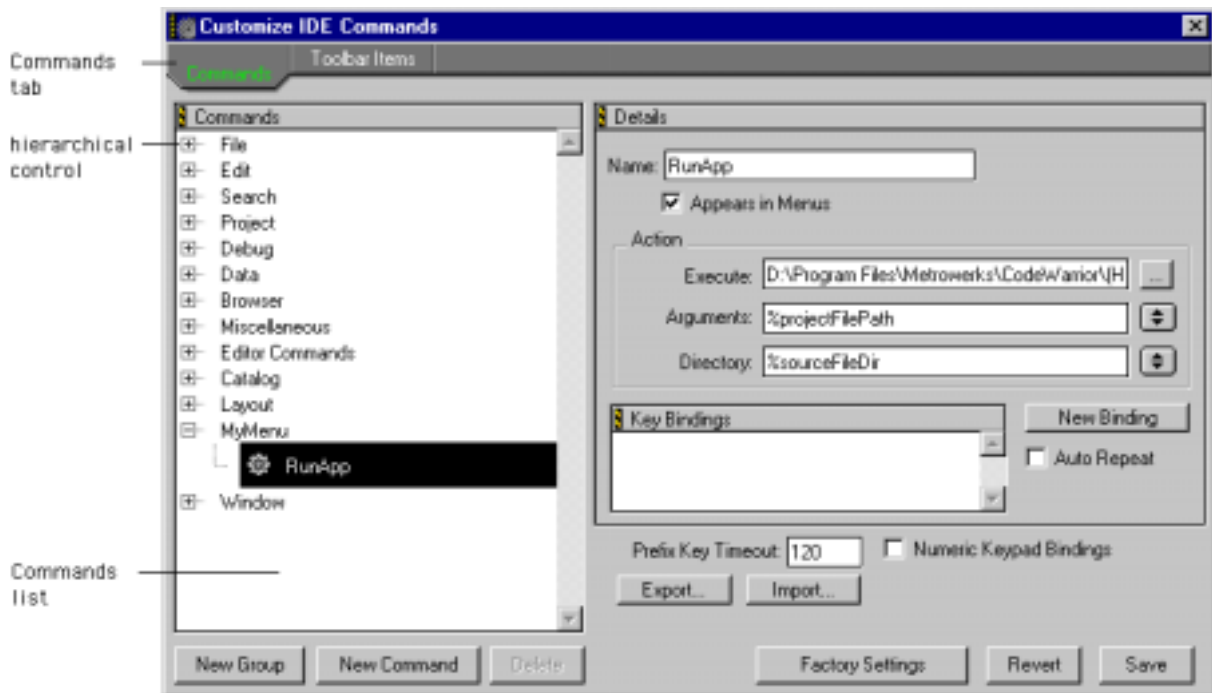 Customize IDE Commands
Commands
tab
Commands
Toolbar Items
hierarchical
control
Commands
File
Edit
Search
Project
Debug
Data
Browser
Miscellaneous
Editor Commands
Catalog
Layout
MyMenu
RunApp
Window
Commands
list
New Group
New Command
Delete
Details
Name: RunApp
Appears in Menus
Action
Execute: D:\Program Files\Metrowerks\CodeWarrior\(H
...
Arguments: %projectFilePath
Directory: %sourceFileDir
Key Bindings
New Binding
Auto Repeat
Prefix Key Timeout: 120
Numeric Keypad Bindings
Export...
Import...
Factory Settings
Revert
Save